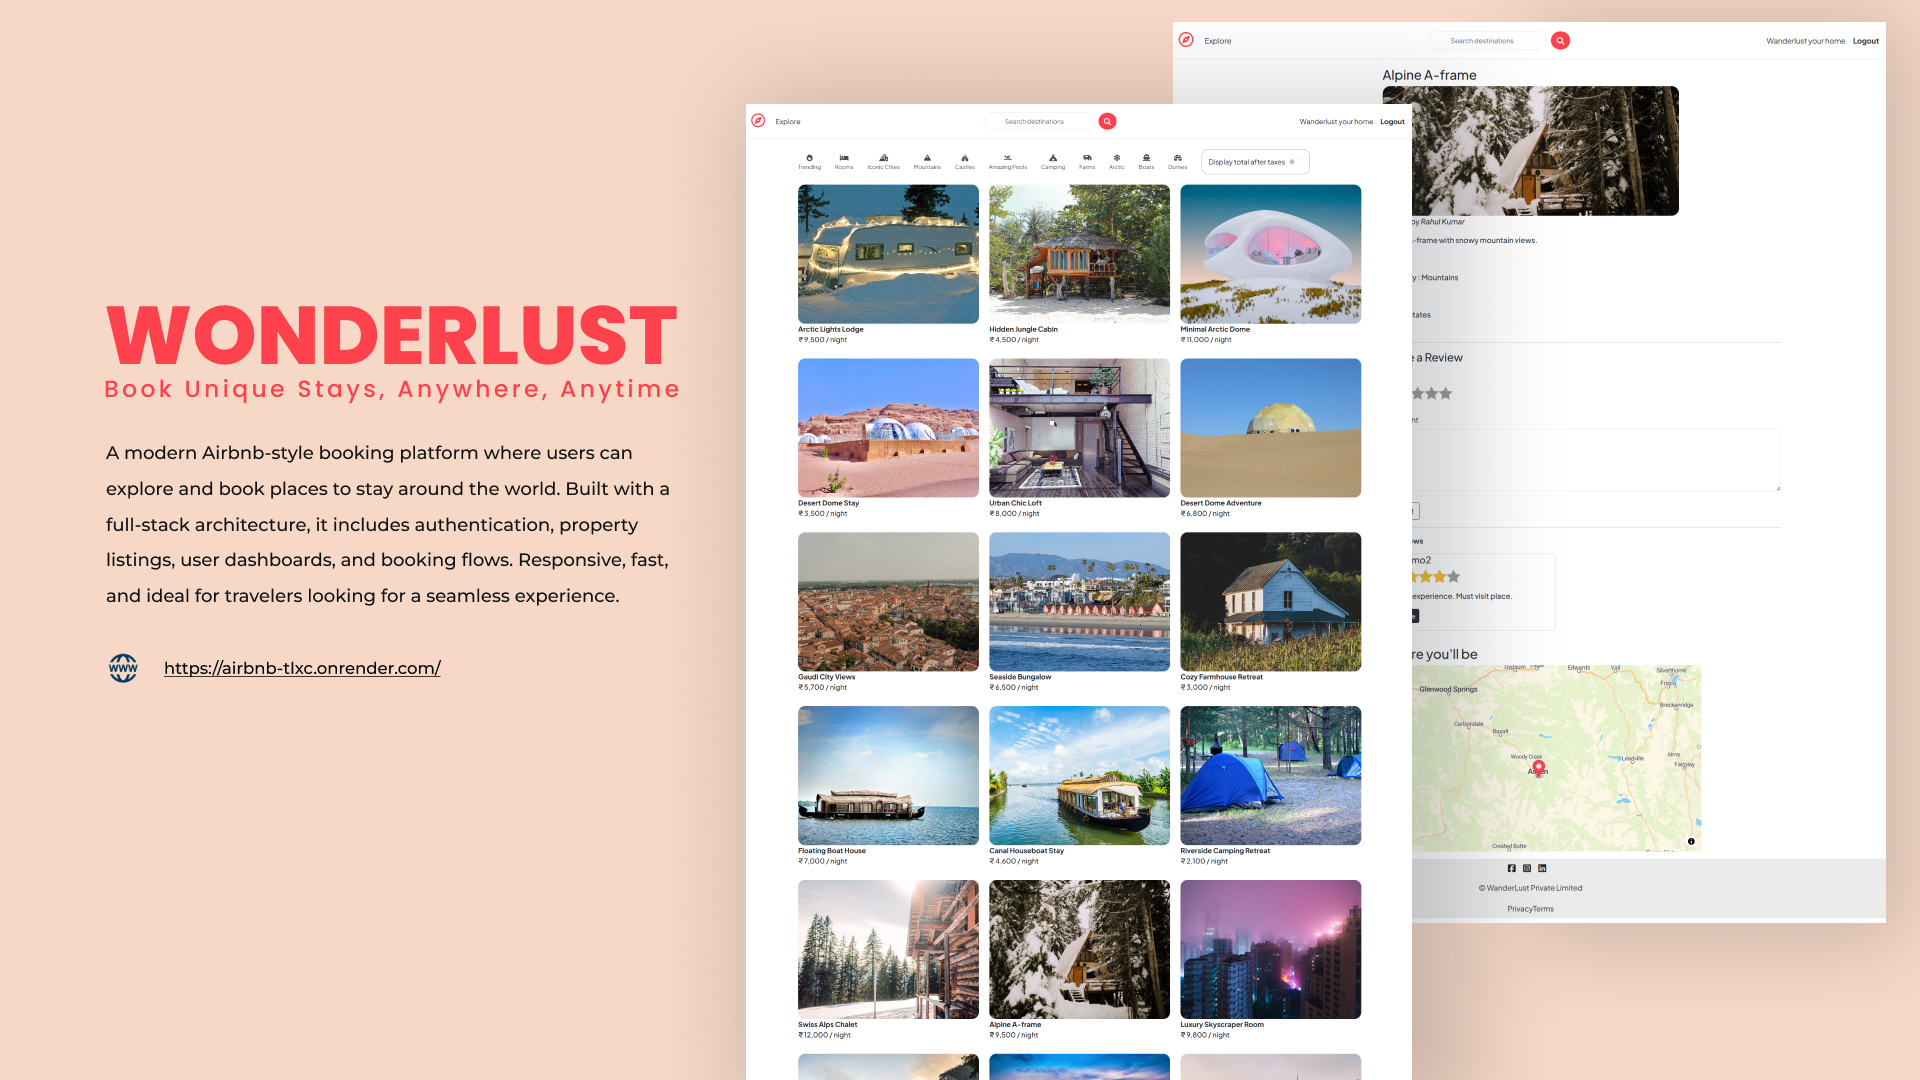 WONDERLUST
Book Unique Stays, Anywhere, Anytime
A modern Airbnb-style booking platform where users can
explore and book places to stay around the world. Built with a
full-stack architecture, it includes authentication, property
listings, user dashboards, and booking flows. Responsive, fast,
and ideal for travelers looking for a seamless experience.
WWW
https://airbnb-tlxc.onrender.com/
Explore
Search destinations
Wanderlust your home Logout
Trending Rooms Iconic Cities Mountains Castles Amazing Pools Camping Farms Arctic Boats Domes
Display total after taxes
Arctic Lights Lodge
₹ 9,500 / night
Hidden Jungle Cabin
₹ 4,500 / night
Minimal Arctic Dome
₹ 11,000 / night
Desert Dome Stay
₹ 3,500 / night
Urban Chic Loft
₹ 8,000 / night
Desert Dome Adventure
₹ 6,800 / night
Gaudi City Views
₹ 5,700 / night
Seaside Bungalow
₹ 6,500 / night
Cozy Farmhouse Retreat
₹ 3,000 / night
Floating Boat House
₹ 7,000 / night
Canal Houseboat Stay
₹ 4,600 / night
Riverside Camping Retreat
₹ 2,100 / night
Swiss Alps Chalet
₹ 12,000 / night
Alpine A-frame
₹ 9,500 / night
Luxury Skyscraper Room
₹ 9,800 / night
Explore
Search destinations
Wanderlust your home Logout
Alpine A-frame
by Rahul Kumar
-frame with snowy mountain views.
y : Mountains
tates
e a Review
nt
t
ws
mo2
experience. Must visit place.
re you'll be
Gypsum
Edwards
Vail
Silverthorne
Frisco
Glenwood Springs
Breckenridge
Carbondale
Basalt
Woody Creek
Leadville
Alma
Fairplay
Aspen
Crested Butte
© WanderLust Private Limited
PrivacyTerms